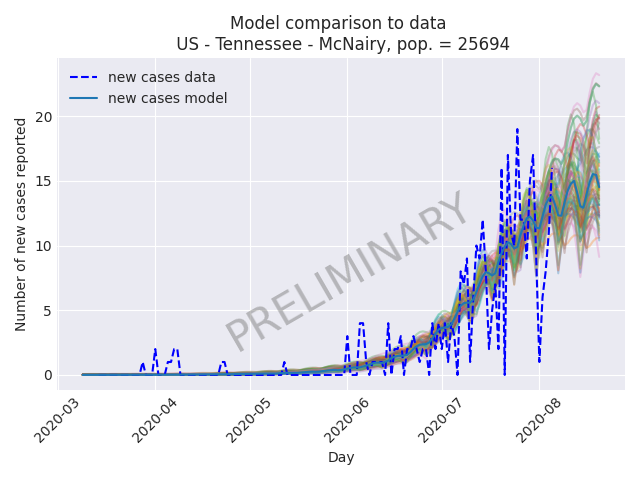 Model comparison to data
US - Tennessee - McNairy, pop. = 25694
new cases data
new cases model
Number of new cases reported
20
15
10
5
0
PRELIMINARY
2020-03
2020-04
2020-05
2020-06
2020-07
2020-08
Day